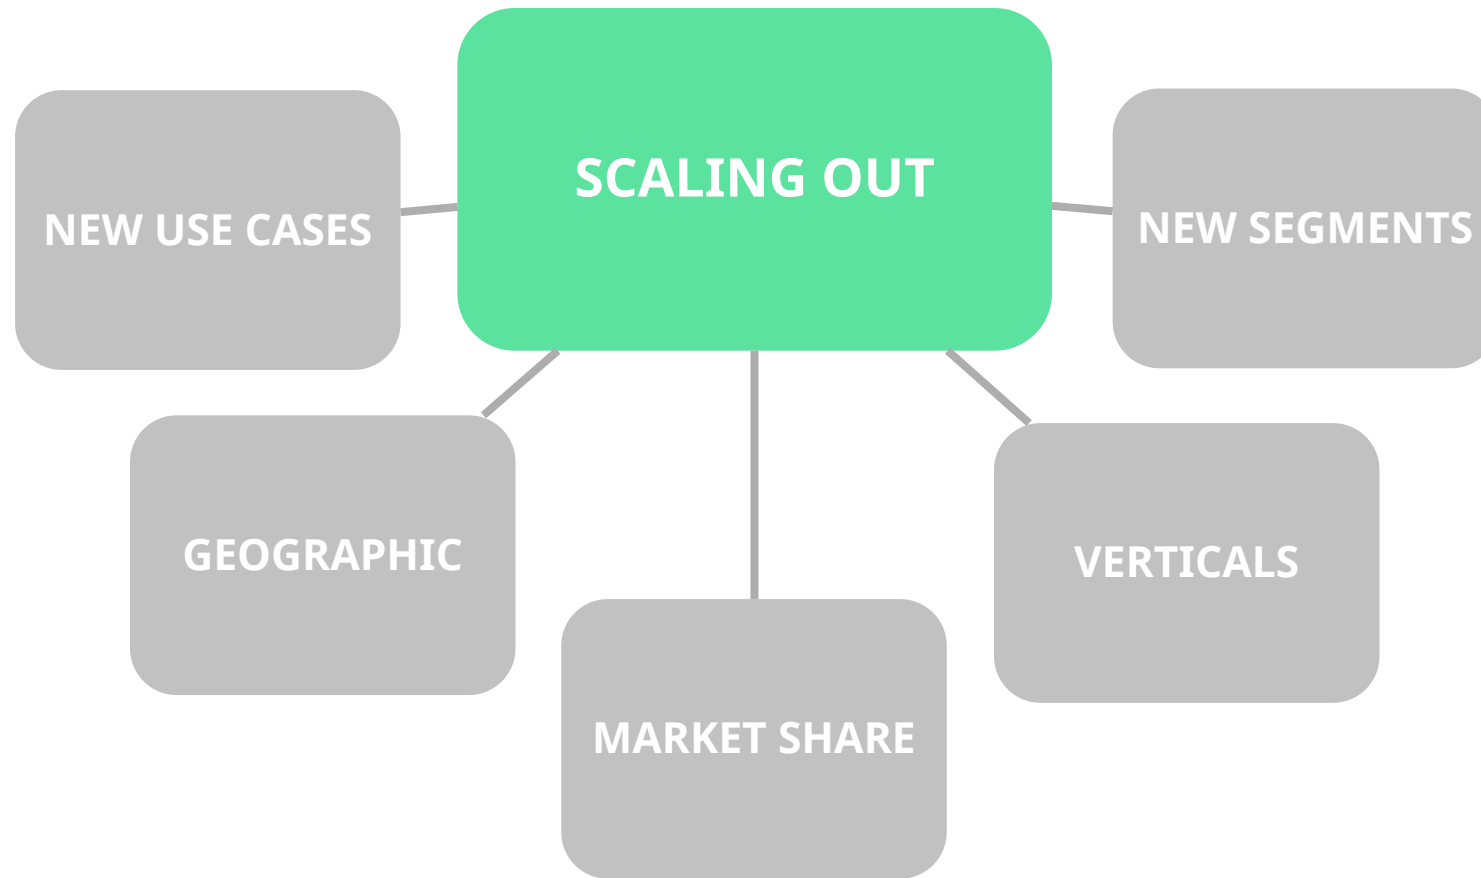 SCALING OUT
NEW USE CASES
NEW SEGMENTS
GEOGRAPHIC
VERTICALS
MARKET SHARE